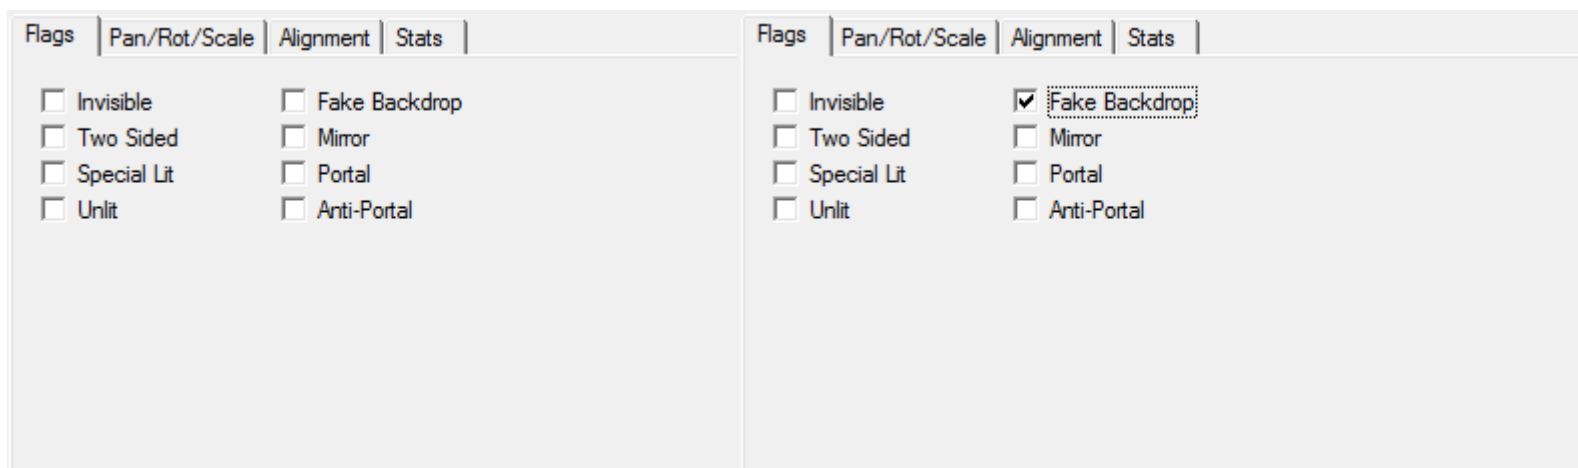 Flags Pan/Rot/Scale Alignment Stats
Invisible Fake Backdrop
Two Sided Mirror
Special Lit Portal
Unlit Anti-Portal
Flags Pan/Rot/Scale Alignment Stats
Invisible Fake Backdrop
Two Sided Mirror
Special Lit Portal
Unlit Anti-Portal